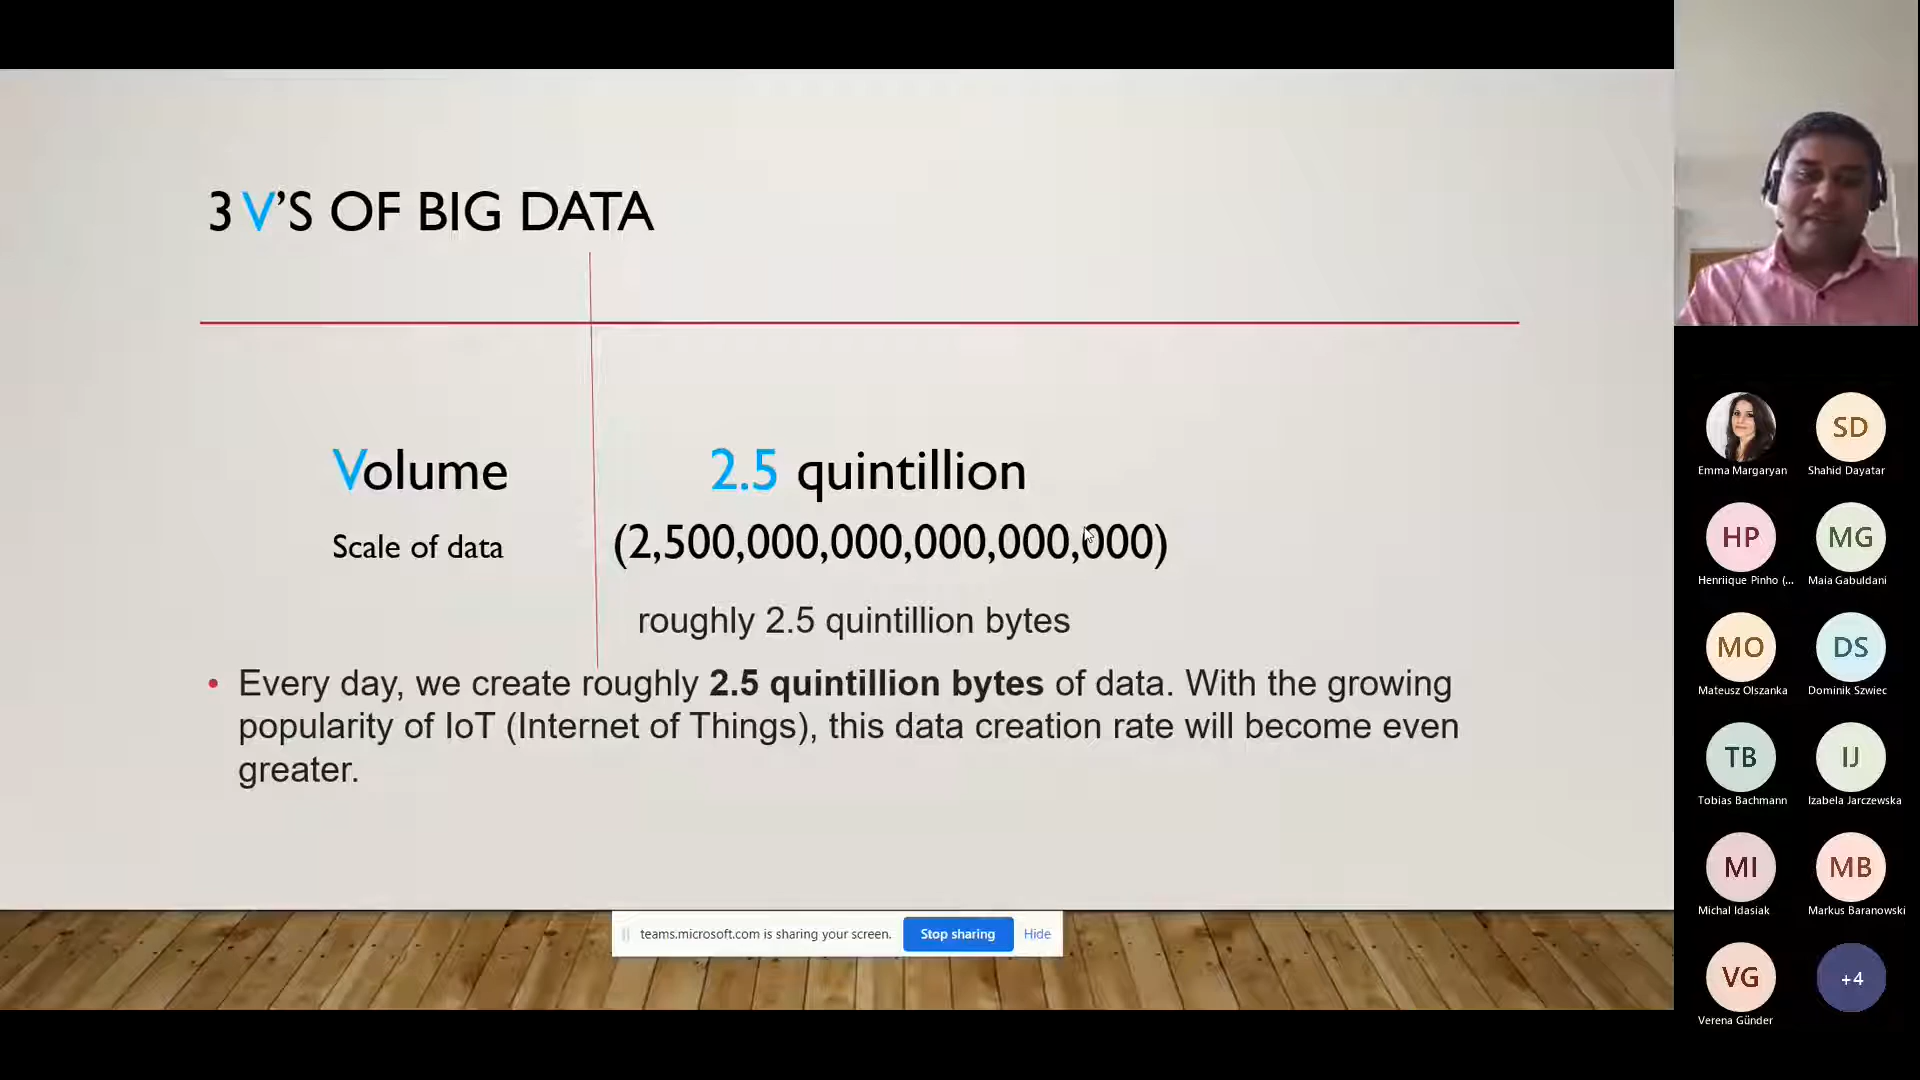 3 V’S OF BIG DATA
Volume
2.5 quintillion
Scale of data
(2,500,000,000,000,000,000)
roughly 2.5 quintillion bytes
• Every day, we create roughly 2.5 quintillion bytes of data. With the growing
popularity of IoT (Internet of Things), this data creation rate will become even
greater.
teams.microsoft.com is sharing your screen.
Stop sharing
Hide
Emma Margaryan
SD
Shahid Dayatar
HP
Henriique Pinho (...
MG
Maia Gabuldani
MO
Mateusz Olszanka
DS
Dominik Szwiec
TB
Tobias Bachmann
IJ
Izabela Jarczewska
MI
Michal Idasiak
MB
Markus Baranowski
VG
Verena Günder
+4